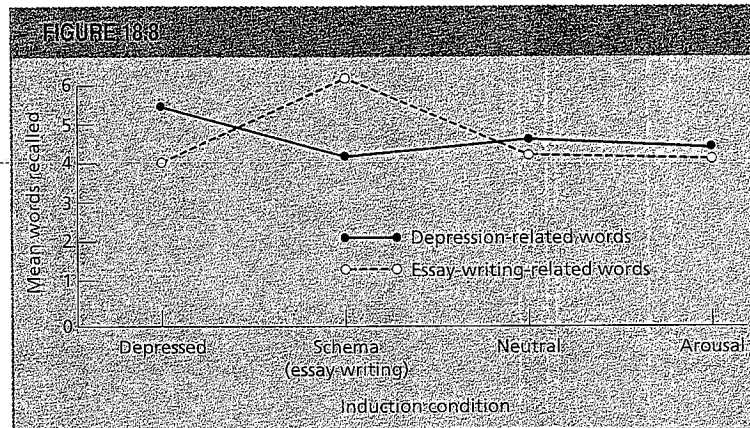 FIGURE 18.8
Mean words recalled
6
5
4
3
2
1
0
Depression-related words
Essay-writing-related words
Depressed
Schema
(essay writing)
Neutral
Arousal
Induction condition